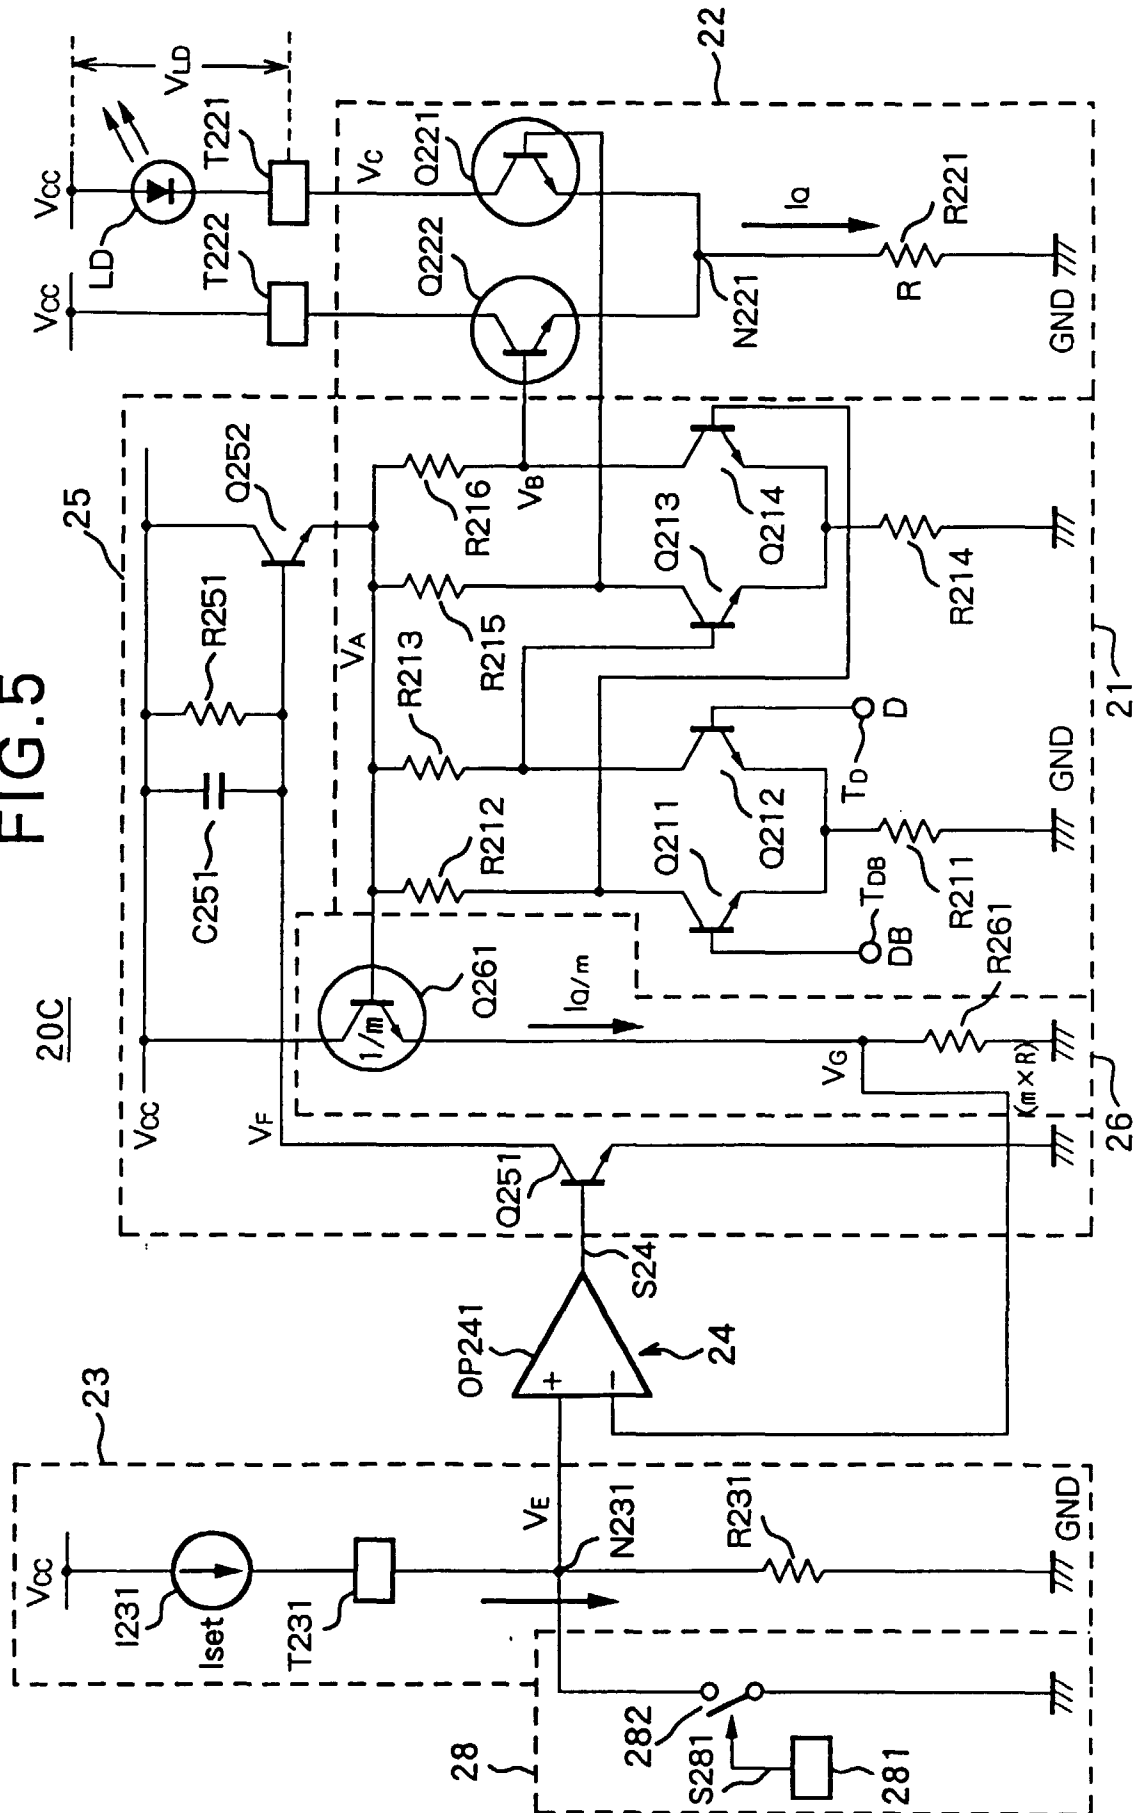 FIG.5
20C
25
22
VCC
VCC
VLD
LD
T222
T221
VC
Q222
Q221
N221
IQ
R
R221
GND
VCC
C251
R251
Q252
VF
VA
R212
R213
R215
R216
VB
Q261
1/m
IQ/m
Q211
Q212
Q213
Q214
TDB
DB
TD
D
R211
GND
R214
21
VG
R261
(m×R)
26
Q251
S24
OP241
+
−
24
23
VCC
I231
Iset
T231
VE
N231
R231
GND
28
282
S281
281